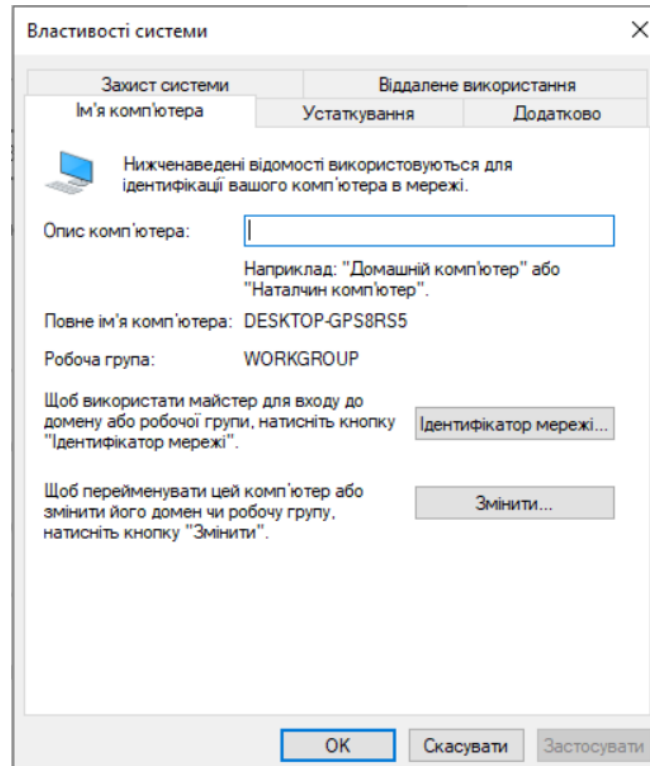 Властивості системи
Захист системи
Віддалене використання
Ім'я комп'ютера
Устаткування
Додатково
Нижченаведені відомості використовуються для
ідентифікації вашого комп'ютера в мережі.
Опис комп'ютера:
Наприклад: "Домашній комп'ютер" або
"Наталчин комп'ютер".
Повне ім'я комп'ютера: DESKTOP-GPS8RS5
Робоча група: WORKGROUP
Щоб використати майстер для входу до
домену або робочої групи, натисніть кнопку
"Ідентифікатор мережі".
Ідентифікатор мережі...
Щоб перейменувати цей комп'ютер або
змінити його домен чи робочу групу,
натисніть кнопку "Змінити".
Змінити...
OK
Скасувати
Застосувати